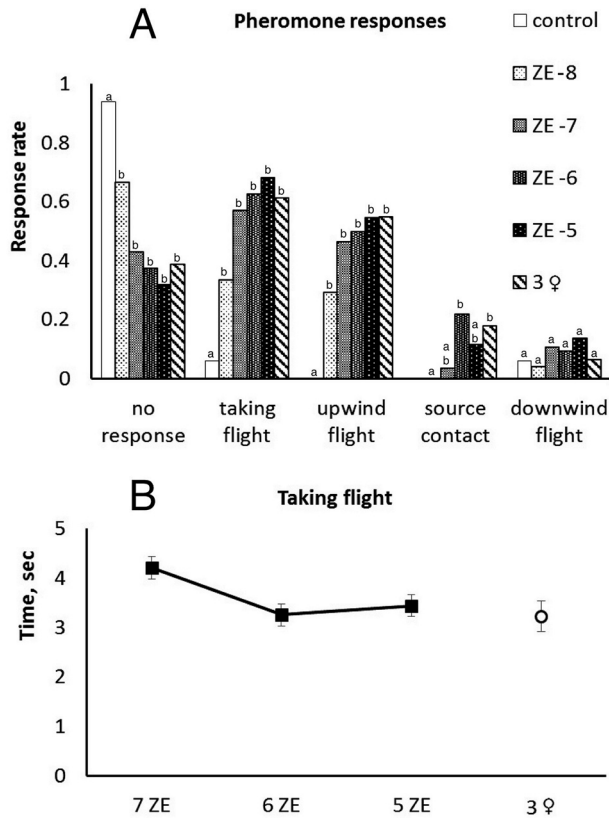 A
Pheromone responses
control
ZE -8
ZE -7
ZE -6
ZE -5
3 ♀
Response rate
1
0.8
0.6
0.4
0.2
0
a
b
b
b
b
b
a
b
b
b
b
b
a
b
b
b
b
b
a
a
b
b
a
b
b
a
a
a
a
a
a
no response
taking flight
upwind flight
source contact
downwind flight
B
Taking flight
Time, sec
5
4
3
2
1
0
7 ZE
6 ZE
5 ZE
3 ♀